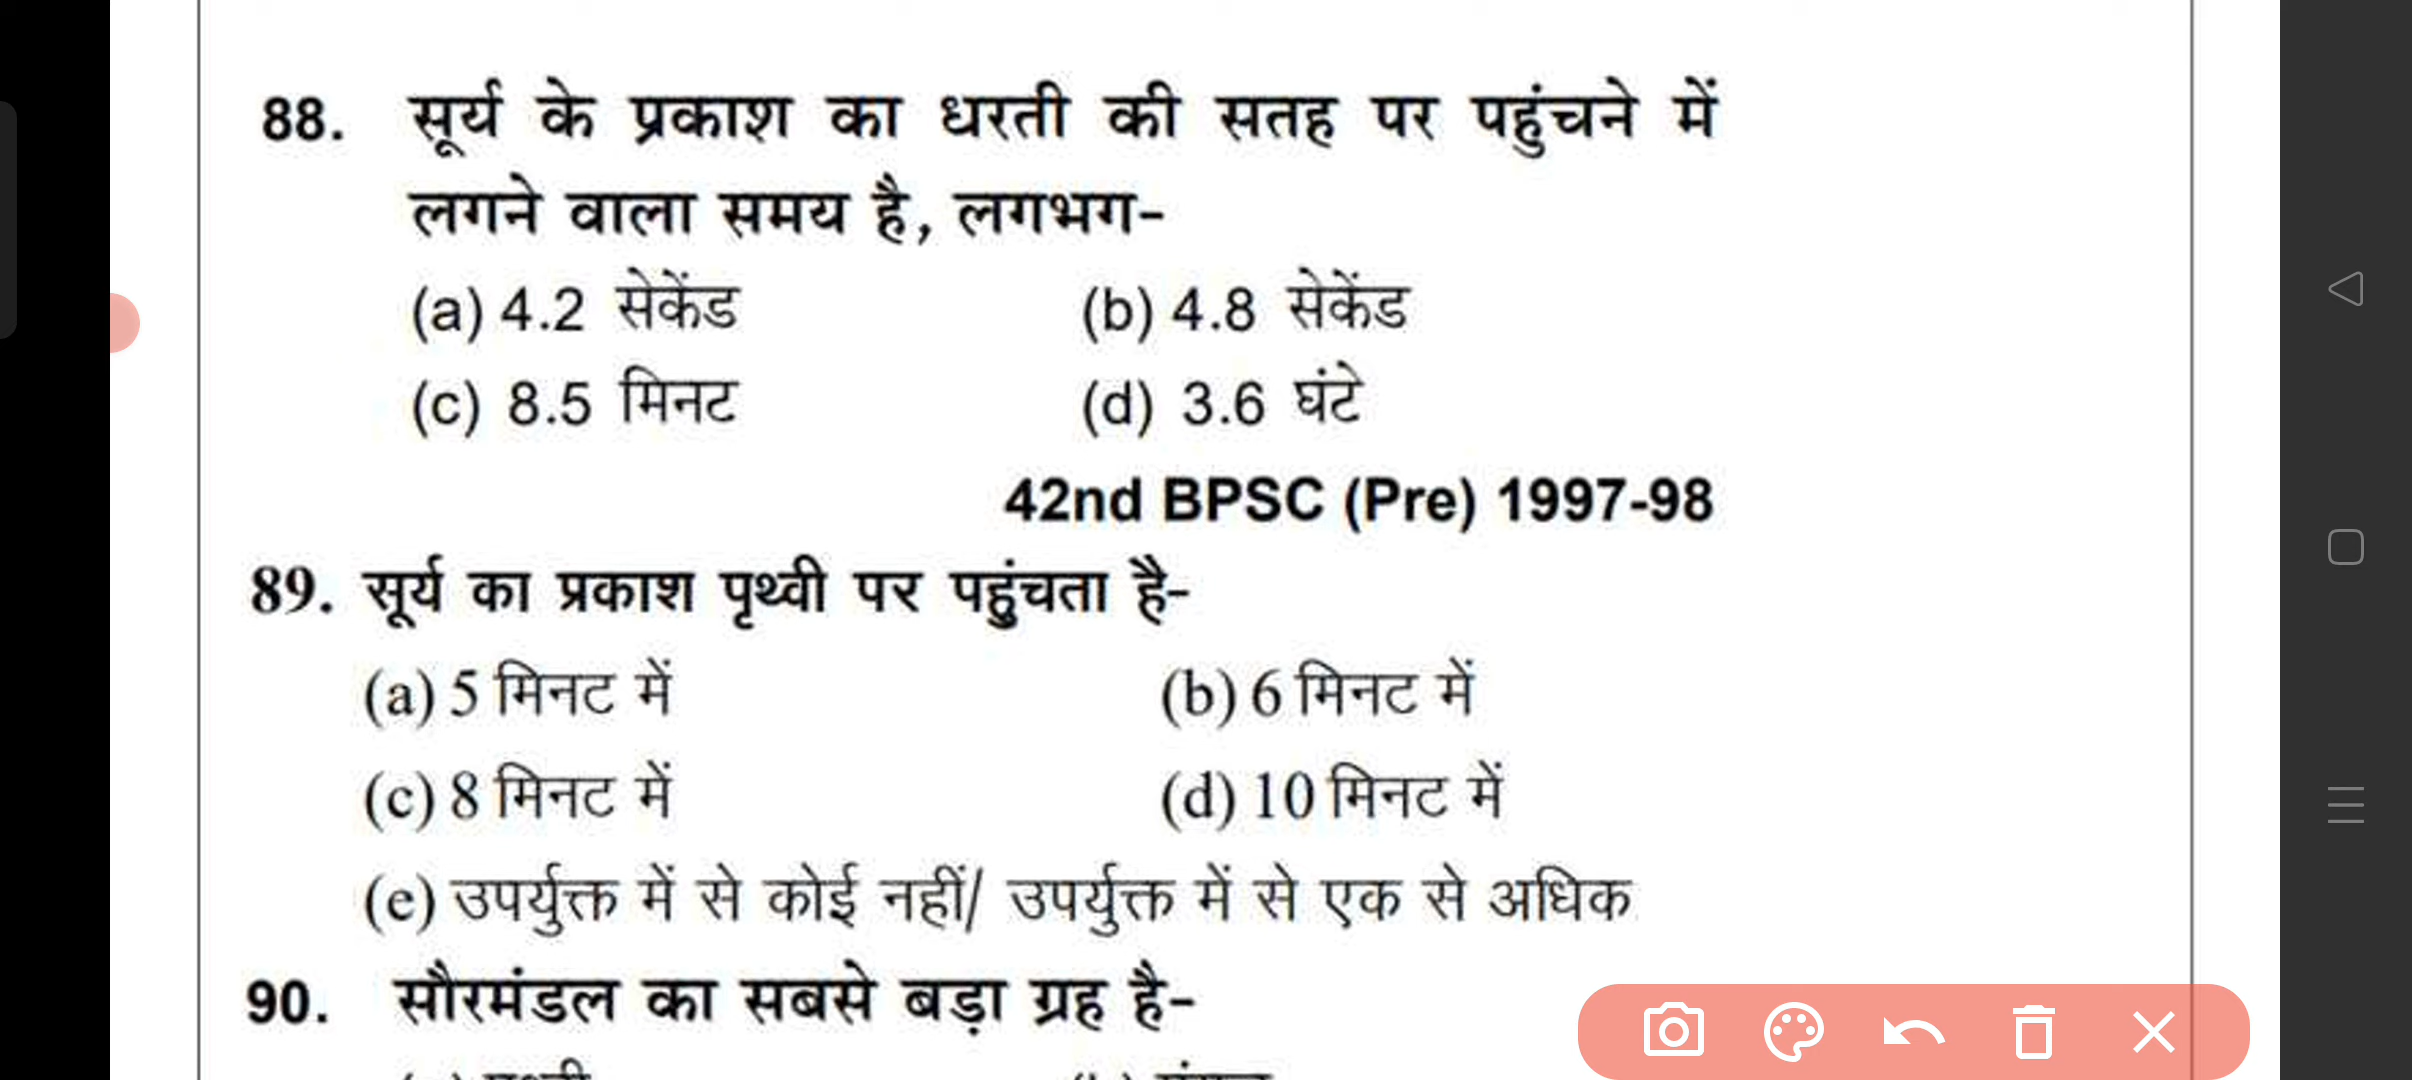 88. सूर्य के प्रकाश का धरती की सतह पर पहुंचने में
लगने वाला समय है, लगभग-
(a) 4.2 सेकेंड (b) 4.8 सेकेंड
(c) 8.5 मिनट (d) 3.6 घंटे
42nd BPSC (Pre) 1997-98
89. सूर्य का प्रकाश पृथ्वी पर पहुंचता है-
(a) 5 मिनट में (b) 6 मिनट में
(c) 8 मिनट में (d) 10 मिनट में
(e) उपर्युक्त में से कोई नहीं/ उपर्युक्त में से एक से अधिक
90. सौरमंडल का सबसे बड़ा ग्रह है-